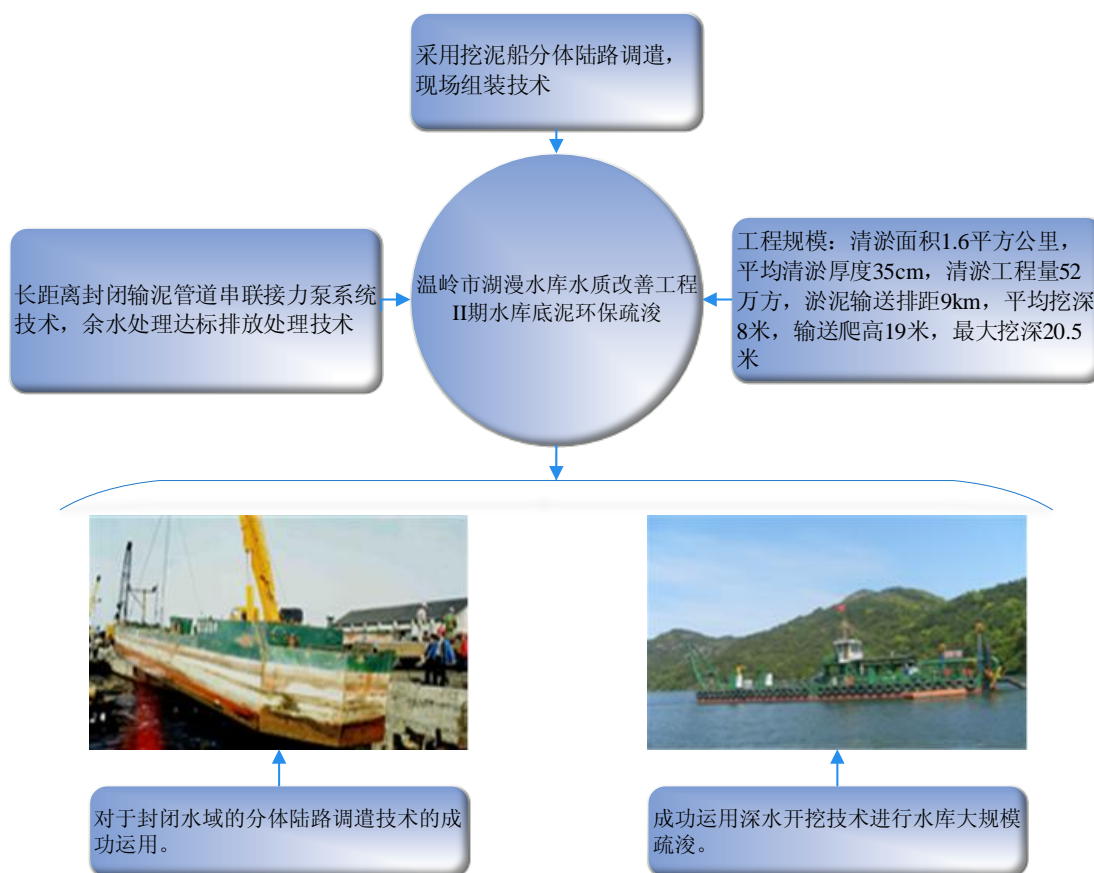 采用挖泥船分体陆路调遣，
现场组装技术
长距离封闭输泥管道串联接力泵系统
技术，余水处理达标排放处理技术
温岭市湖漫水库水质改善工程
II期水库底泥环保疏浚
工程规模：清淤面积1.6平方公里，
平均清淤厚度35cm，清淤工程量52
万方，淤泥输送排距9km，平均挖深
8米，输送爬高19米，最大挖深20.5
米
对于封闭水域的分体陆路调遣技术的成
功运用。
成功运用深水开挖技术进行水库大规模
疏浚。